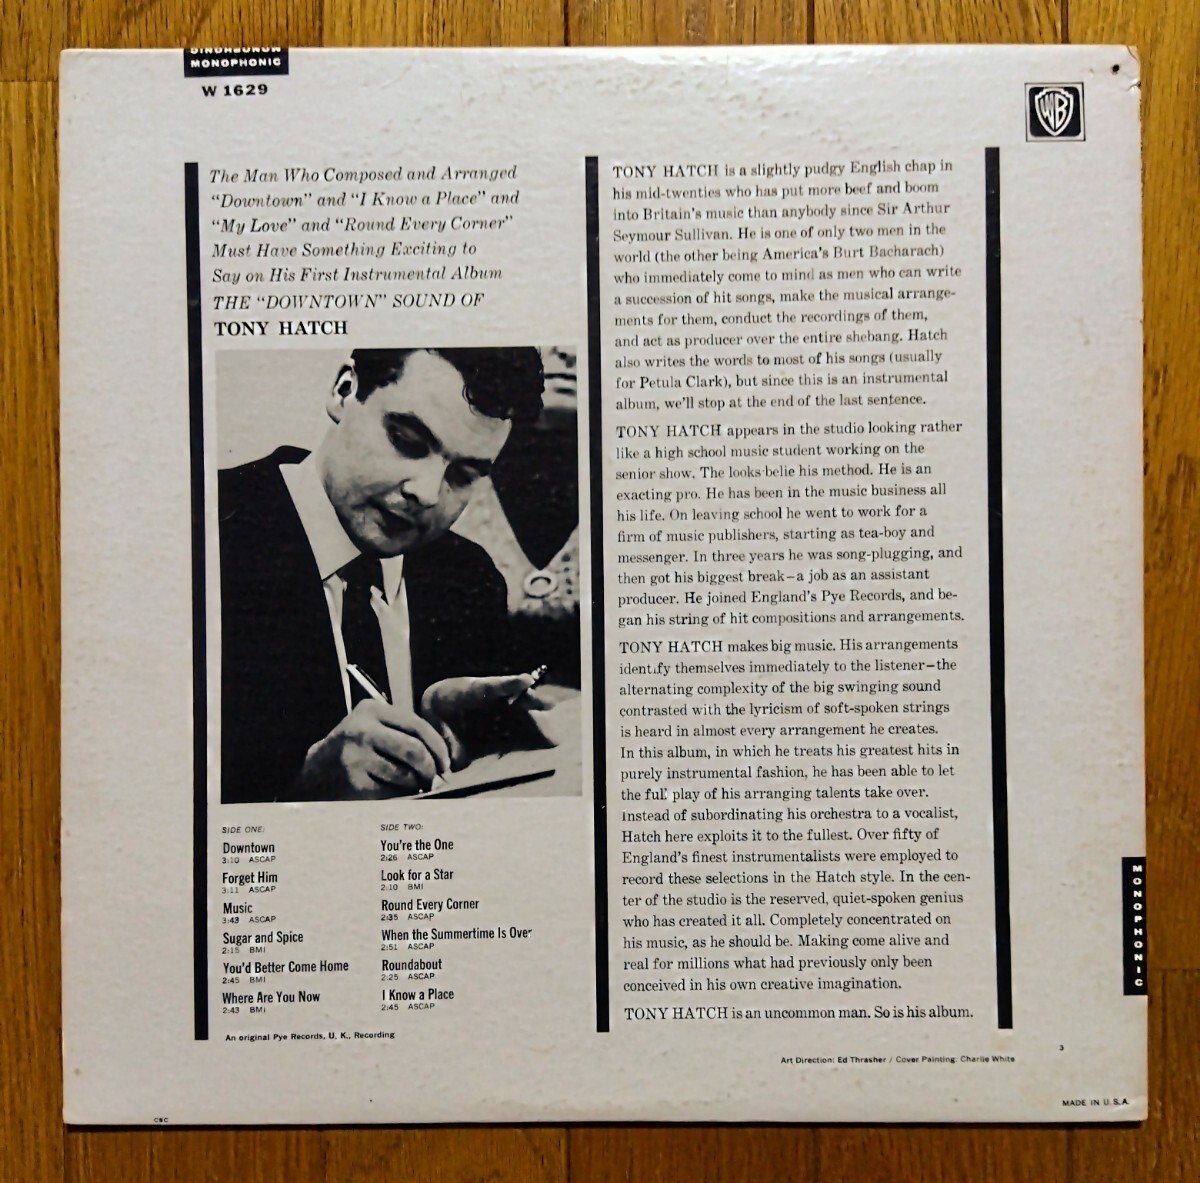 MONOPHONIC
MONOPHONIC
W 1629
WB
The Man Who Composed and Arranged
“Downtown” and “I Know a Place” and
“My Love” and “Round Every Corner”
Must Have Something Exciting to
Say on His First Instrumental Album
THE “DOWNTOWN” SOUND OF
TONY HATCH
SIDE ONE:
Downtown
3:10 ASCAP
Forget Him
3:11 ASCAP
Music
3:43 ASCAP
Sugar and Spice
2:15 BMI
You'd Better Come Home
2:45 BMI
Where Are You Now
2:43 BMI
SIDE TWO:
You're the One
2:26 ASCAP
Look for a Star
2:10 BMI
Round Every Corner
2:35 ASCAP
When the Summertime Is Over
2:51 ASCAP
Roundabout
2:25 ASCAP
I Know a Place
2:45 ASCAP
An original Pye Records, U. K., Recording
TONY HATCH is a slightly pudgy English chap in
his mid-twenties who has put more beef and boom
into Britain's music than anybody since Sir Arthur
Seymour Sullivan. He is one of only two men in the
world (the other being America's Burt Bacharach)
who immediately come to mind as men who can write
a succession of hit songs, make the musical arrange-
ments for them, conduct the recordings of them,
and act as producer over the entire shebang. Hatch
also writes the words to most of his songs (usually
for Petula Clark), but since this is an instrumental
album, we'll stop at the end of the last sentence.
TONY HATCH appears in the studio looking rather
like a high school music student working on the
senior show. The looks belie his method. He is an
exacting pro. He has been in the music business all
his life. On leaving school he went to work for a
firm of music publishers, starting as tea-boy and
messenger. In three years he was song-plugging, and
then got his biggest break—a job as an assistant
producer. He joined England's Pye Records, and be-
gan his string of hit compositions and arrangements.
TONY HATCH makes big music. His arrangements
identify themselves immediately to the listener—the
alternating complexity of the big swinging sound
contrasted with the lyricism of soft-spoken strings
is heard in almost every arrangement he creates.
In this album, in which he treats his greatest hits in
purely instrumental fashion, he has been able to let
the full play of his arranging talents take over.
Instead of subordinating his orchestra to a vocalist,
Hatch here exploits it to the fullest. Over fifty of
England's finest instrumentalists were employed to
record these selections in the Hatch style. In the cen-
ter of the studio is the reserved, quiet-spoken genius
who has created it all. Completely concentrated on
his music, as he should be. Making come alive and
real for millions what had previously only been
conceived in his own creative imagination.
TONY HATCH is an uncommon man. So is his album.
MONOPHONIC
Art Direction: Ed Thrasher / Cover Painting: Charlie White
3
MADE IN U.S.A.
CSC